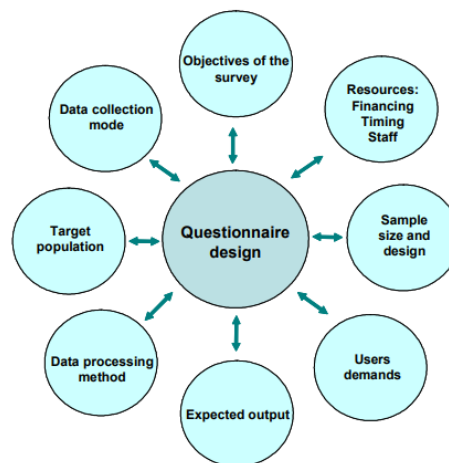 Objectives of the
survey
Resources:
Financing
Timing
Staff
Data collection
mode
Target
population
Questionnaire
design
Sample
size and
design
Data processing
method
Users
demands
Expected output